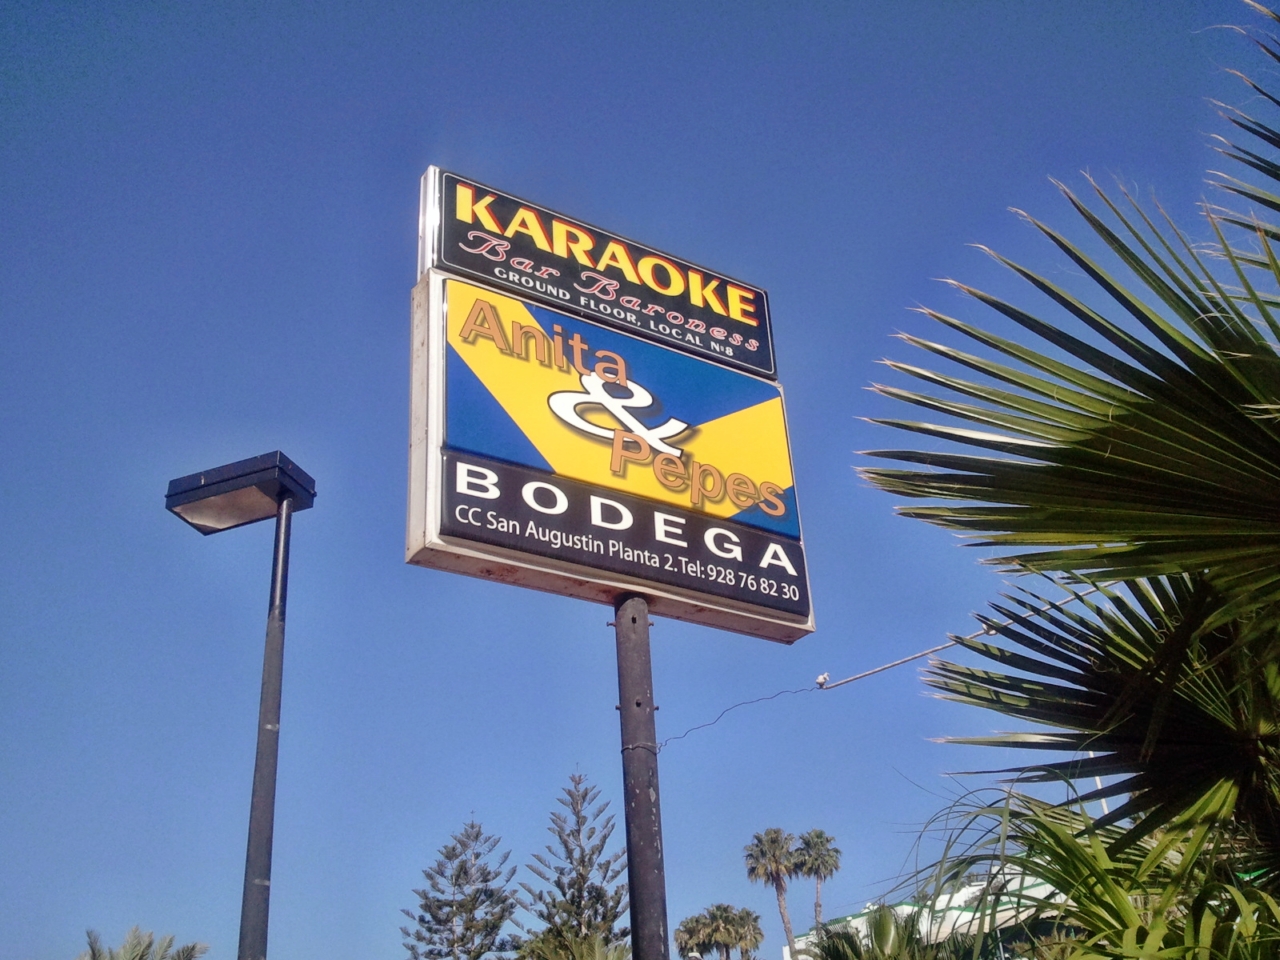 KARAOKE
Bar Baroness
GROUND FLOOR, LOCAL Nº8
Anita
&
Pepes
BODEGA
CC San Augustin Planta 2. Tel: 928 76 82 30